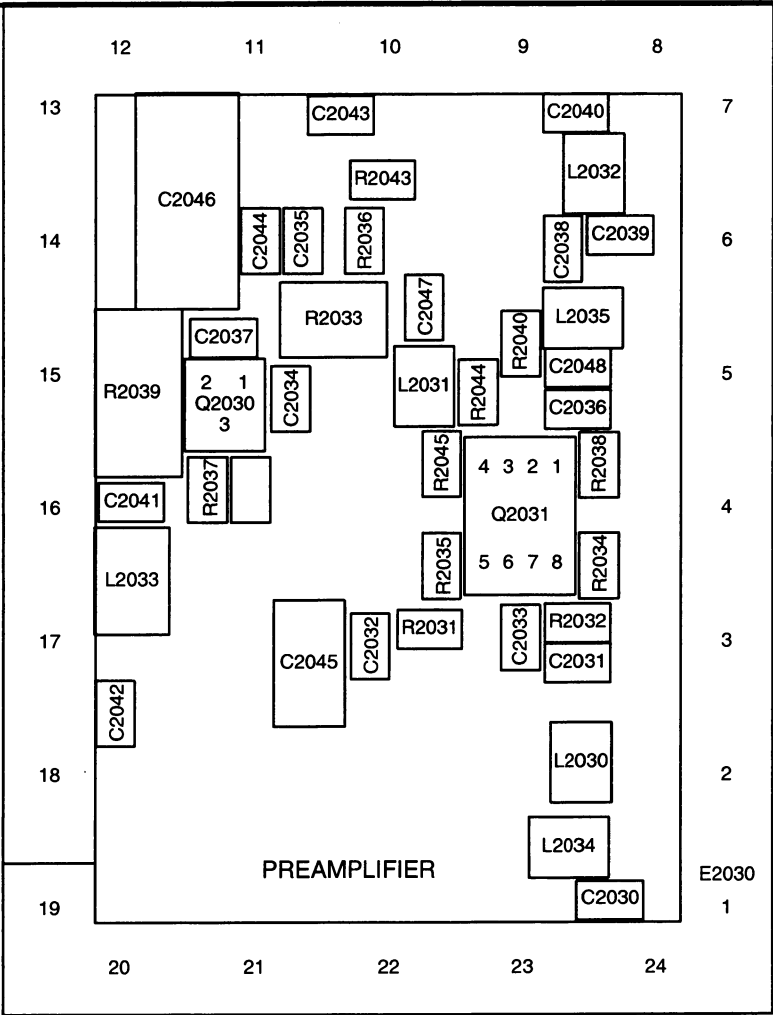 12 11 10 9 8
13 C2043 C2040 7
L2032
R2043
C2046
C2044 C2035 R2036 C2038 C2039
14 6
C2047
R2033 L2035
R2040
C2037
C2048
15 5
2 1 L2031
R2039 Q2030 C2034 R2044
3 C2036
R2045 4 3 2 1 R2038
R2037
C2041
16 Q2031 4
R2035 5 6 7 8 R2034
L2033
R2032
R2031
17 C2032 C2033 3
C2045 C2031
C2042
L2030
18 2
L2034
PREAMPLIFIER E2030
C2030
19 1
20 21 22 23 24